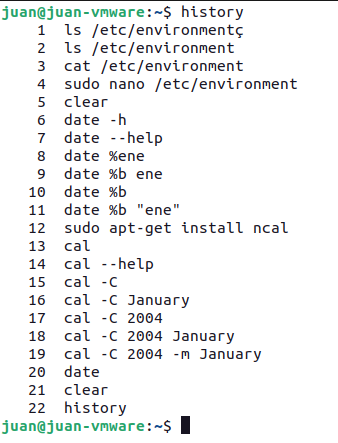 juan@juan-vmware:~$ history
1 ls /etc/environmentç
2 ls /etc/environment
3 cat /etc/environment
4 sudo nano /etc/environment
5 clear
6 date -h
7 date --help
8 date %ene
9 date %b ene
10 date %b
11 date %b "ene"
12 sudo apt-get install ncal
13 cal
14 cal --help
15 cal -C
16 cal -C January
17 cal -C 2004
18 cal -C 2004 January
19 cal -C 2004 -m January
20 date
21 clear
22 history
juan@juan-vmware:~$